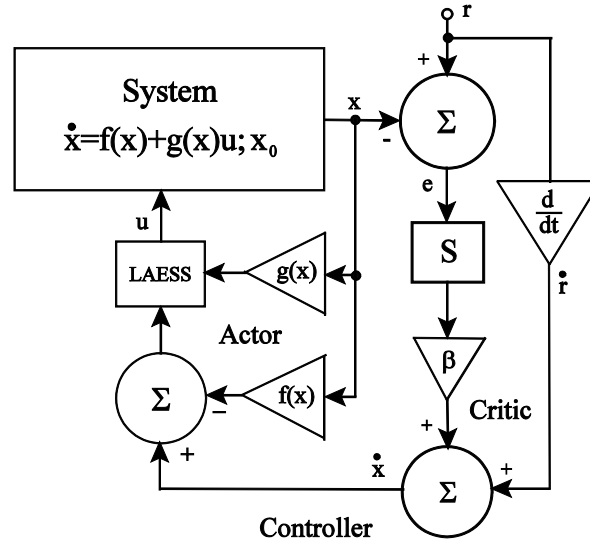 r
+
System
ẋ=f(x)+g(x)u; x₀
x
Σ
-
e
d
dt
u
S
LAESS
g(x)
ṙ
Actor
β
f(x)
Σ
−
Critic
+
+
+
ẋ
Σ
Controller